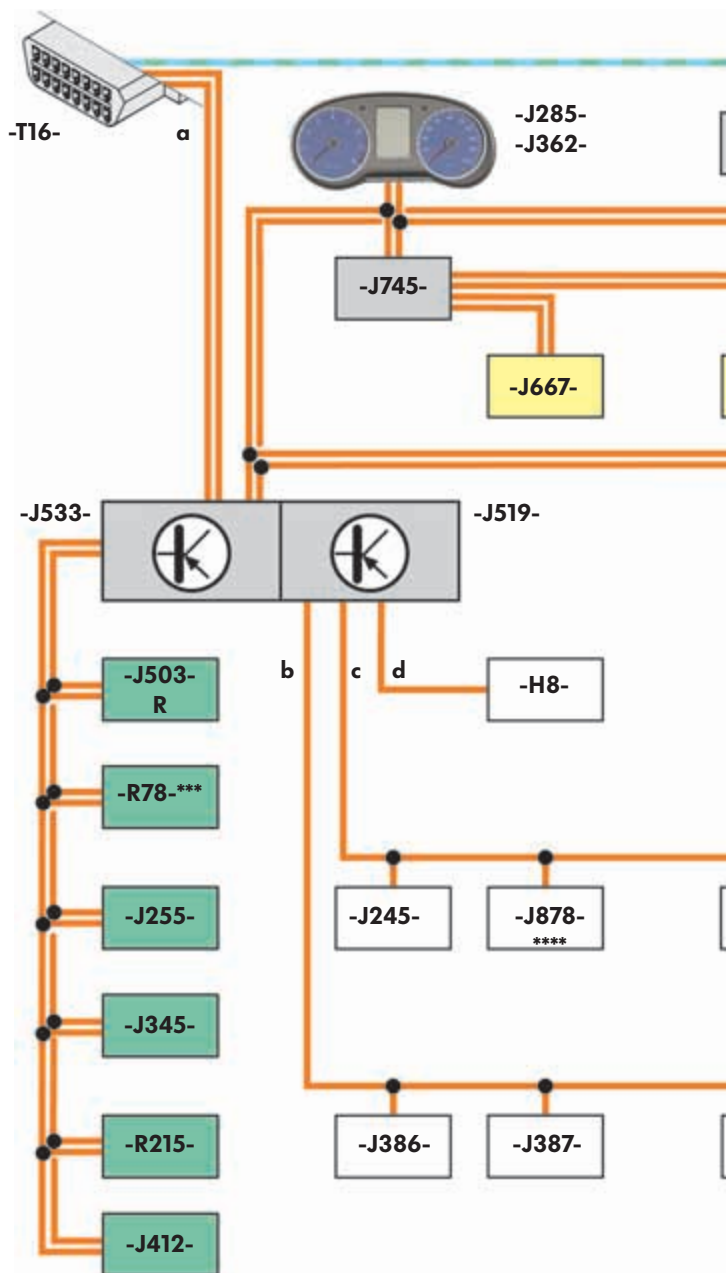 -T16-
a
-J285-
-J362-
-J745-
-J667-
-J533-
-J519-
-J503-
R
b
c
d
-H8-
-R78-***
-J255-
-J245-
-J878-
****
-J345-
-R215-
-J386-
-J387-
-J412-